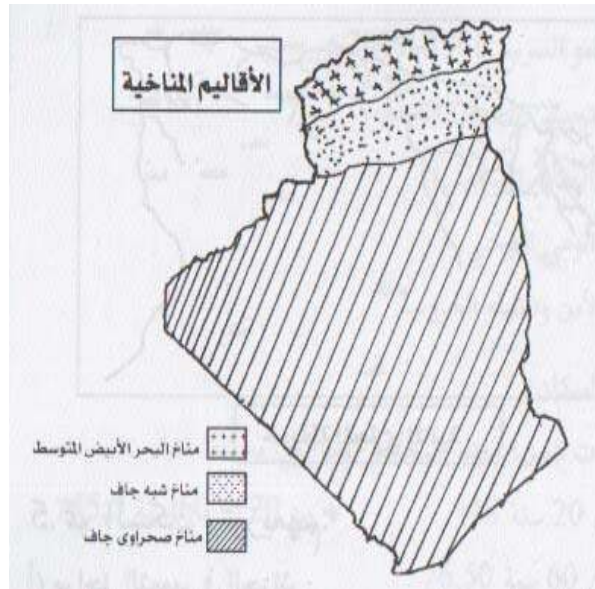 الأقاليم المناخية
مناخ البحر الأبيض المتوسط
مناخ شبه جاف
مناخ صحراوي جاف